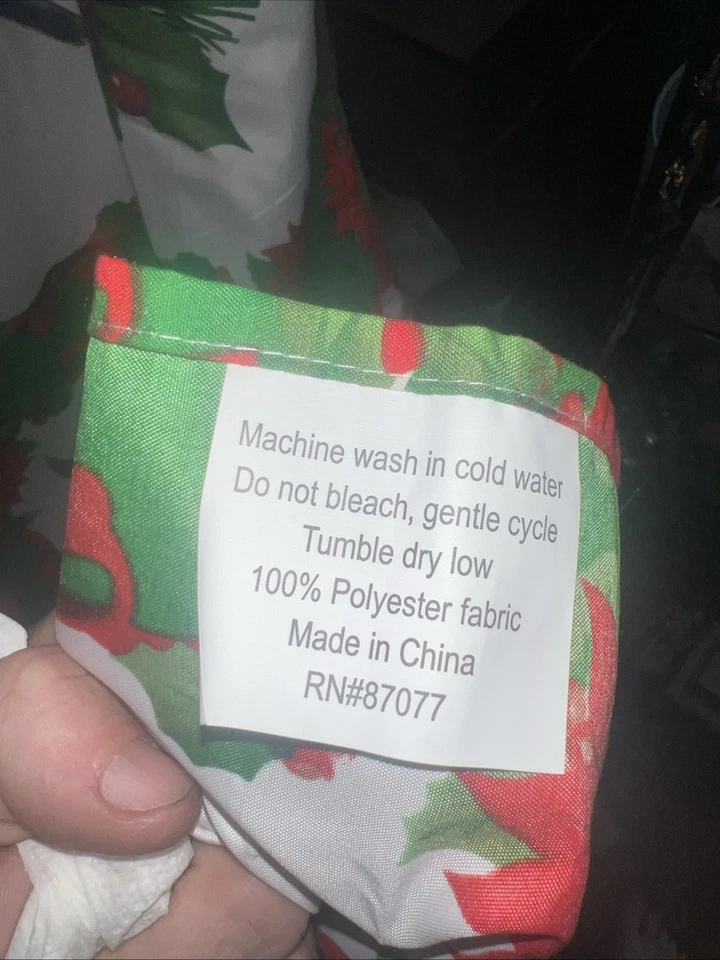 Machine wash in cold water
Do not bleach, gentle cycle
Tumble dry low
100% Polyester fabric
Made in China
RN#87077